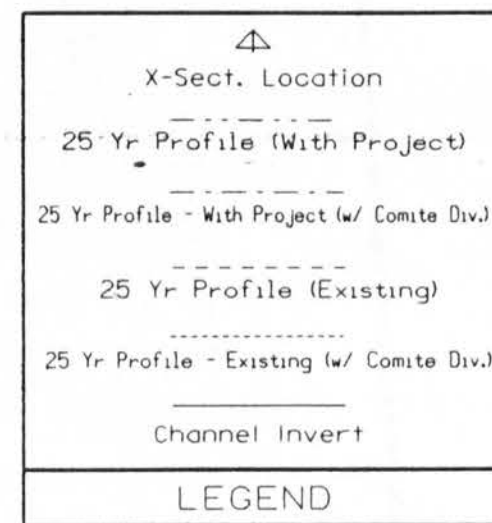 X-Sect. Location
25 Yr Profile (With Project)
25 Yr Profile - With Project (w/ Comite Div.)
25 Yr Profile (Existing)
25 Yr Profile - Existing (w/ Comite Div.)
Channel Invert
LEGEND